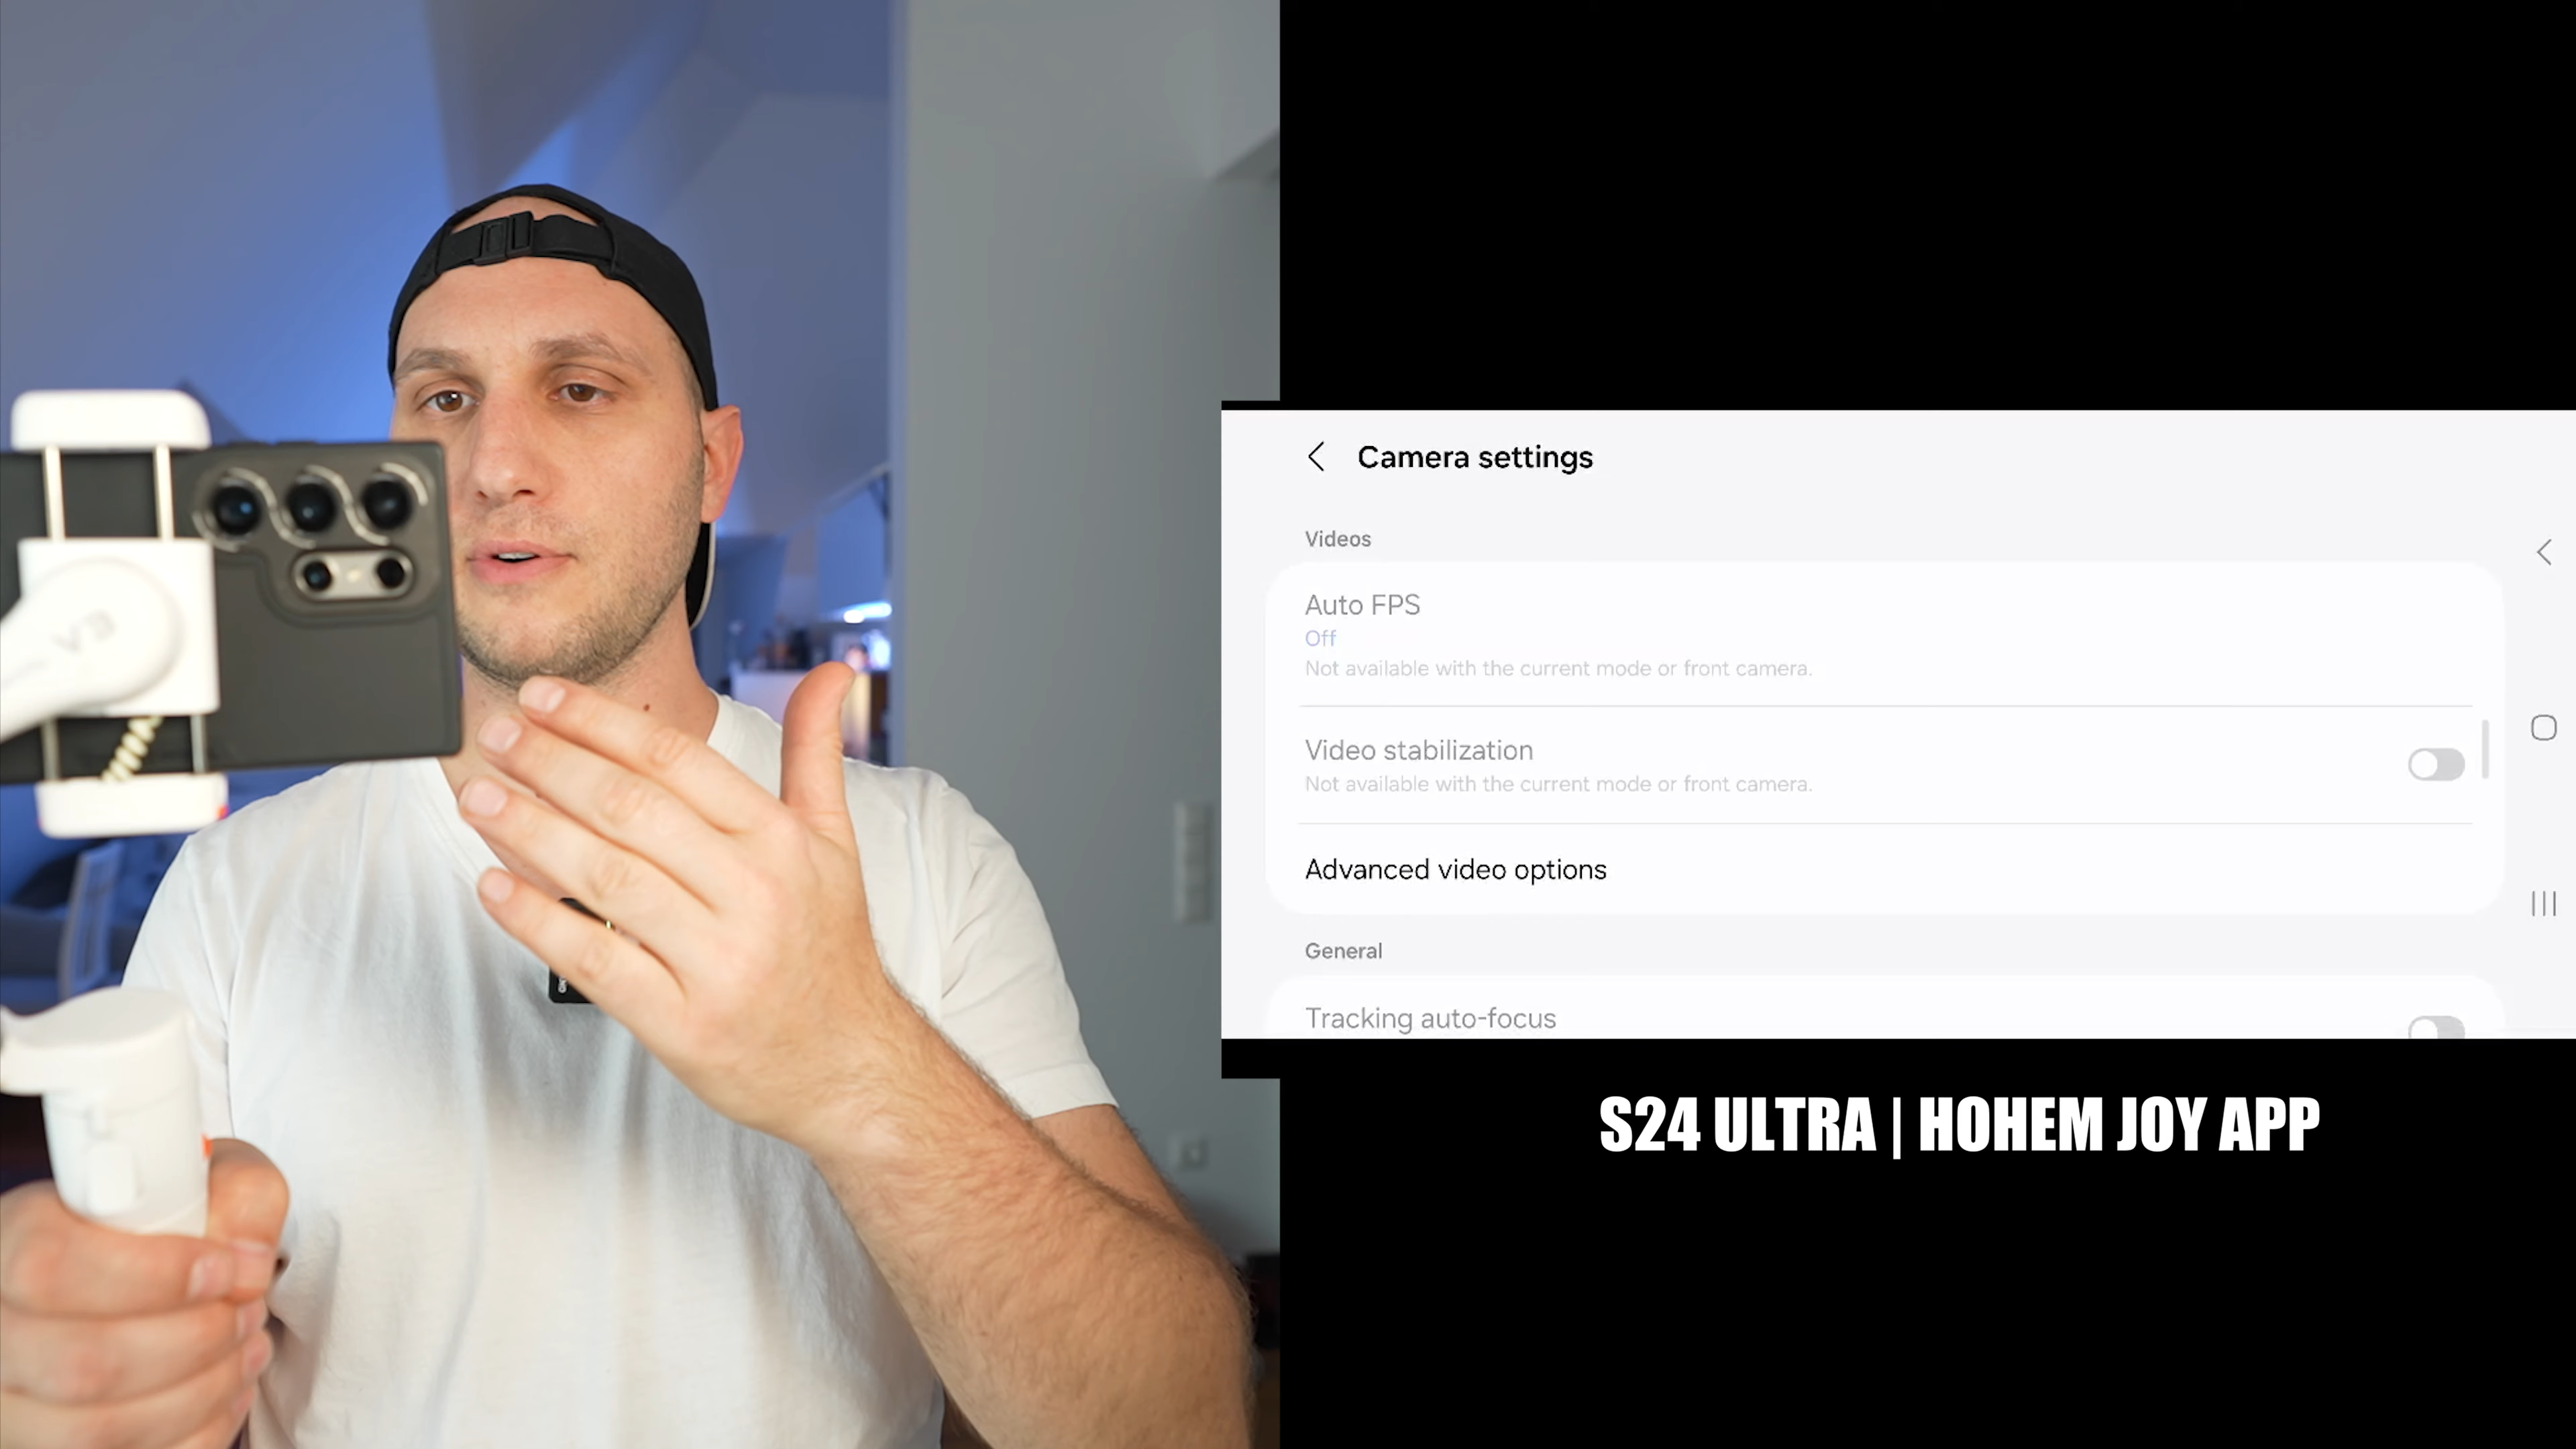 V3
Camera settings
Videos
Auto FPS
Off
Not available with the current mode or front camera.
Video stabilization
Not available with the current mode or front camera.
Advanced video options
General
Tracking auto-focus
S24 ULTRA | HOHEM JOY APP